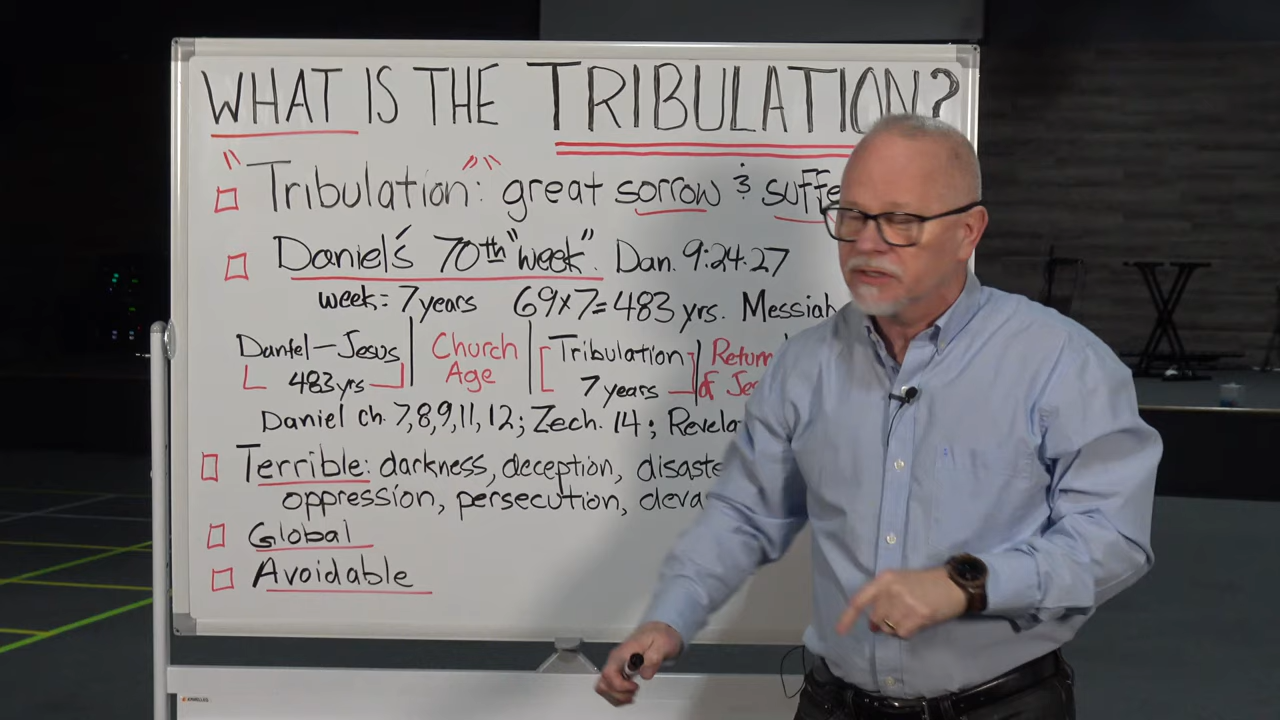 WHAT IS THE TRIBULATION?
"Tribulation": great sorrow & suffe
Daniel's 70th "week". Dan. 9:24-27
week = 7 years 69x7=483 yrs. Messiah
Daniel – Jesus Church Tribulation Return
483 yrs Age 7 years of Jes
Daniel ch. 7,8,9,11,12; Zech. 14; Revela
Terrible: darkness, deception, disaste
oppression, persecution, deva
Global
Avoidable